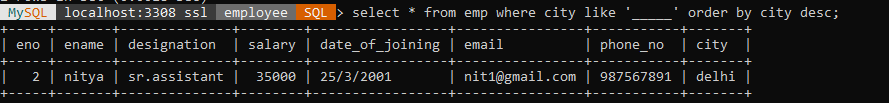 MySQL localhost:3308 ssl employee SQL > select * from emp where city like '_____' order by city desc;
+-----+-------+--------------+--------+-----------------+----------------+-----------+-------+
| eno | ename | designation  | salary | date_of_joining | email          | phone_no  | city  |
+-----+-------+--------------+--------+-----------------+----------------+-----------+-------+
|   2 | nitya | sr.assistant |  35000 | 25/3/2001       | nit1@gmail.com | 987567891 | delhi |
+-----+-------+--------------+--------+-----------------+----------------+-----------+-------+